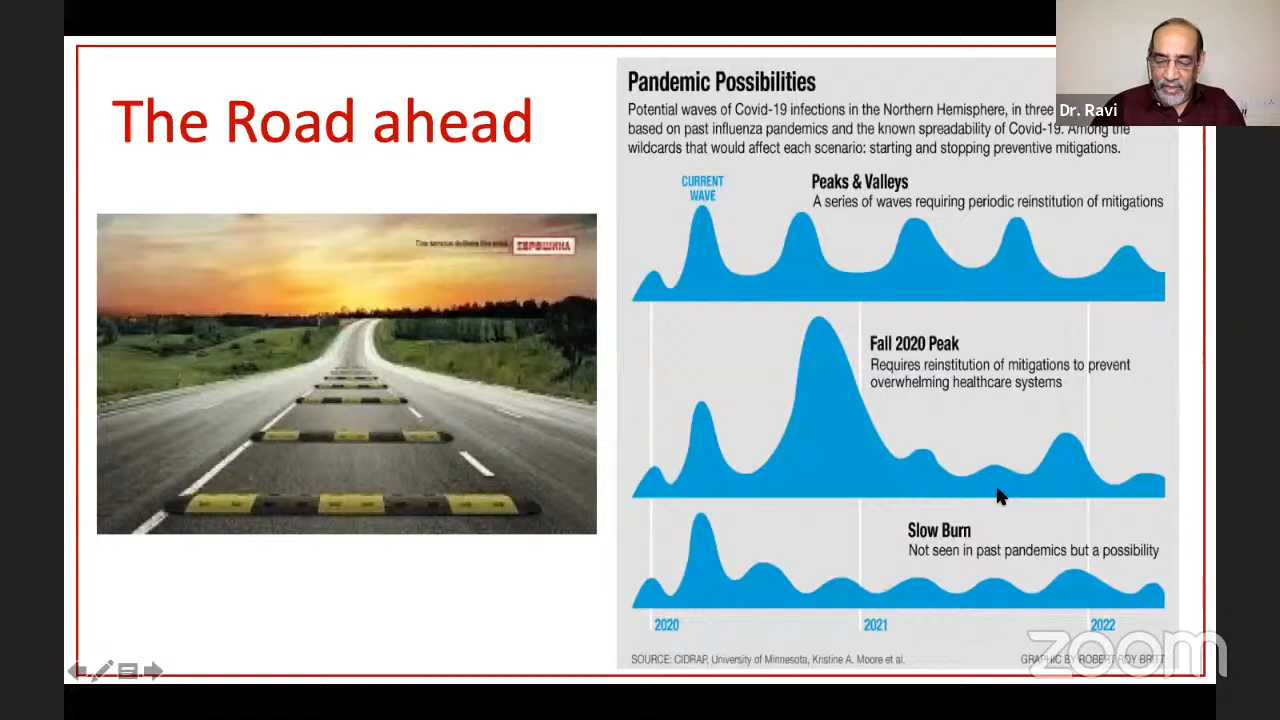 The Road ahead
ЕВРОШИНА
Pandemic Possibilities
Potential waves of Covid-19 infections in the Northern Hemisphere, in three
based on past influenza pandemics and the known spreadability of Covid-19. Among the
wildcards that would affect each scenario: starting and stopping preventive mitigations.
Dr. Ravi
CURRENT
WAVE
Peaks & Valleys
A series of waves requiring periodic reinstitution of mitigations
Fall 2020 Peak
Requires reinstitution of mitigations to prevent
overwhelming healthcare systems
Slow Burn
Not seen in past pandemics but a possibility
2020 2021 2022
SOURCE: CIDRAP, University of Minnesota, Kristine A. Moore et al.
GRAPHIC BY ROBERT ROY BRITT
zoom